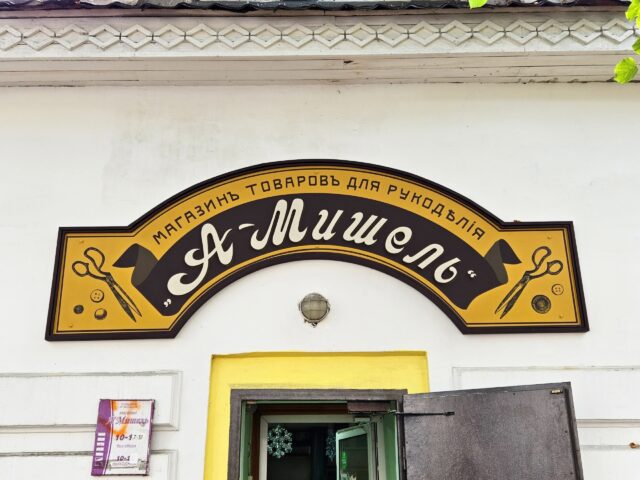 МАГАЗИНЪ ТОВАРОВЪ ДЛЯ РУКОДѢЛІЯ
„А-Мишель“